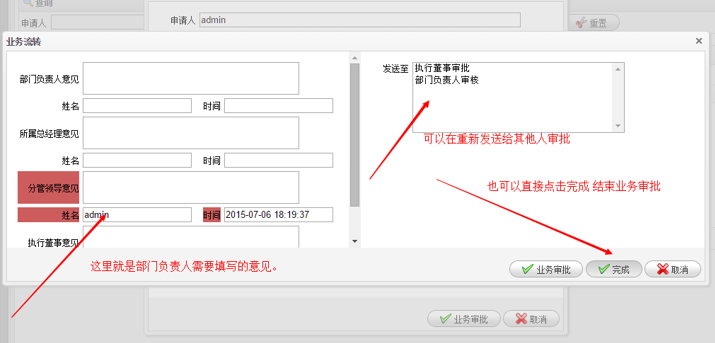 查询
申请人
申请人 admin
重置
业务流转
部门负责人意见
姓名 时间
所属总经理意见
姓名 时间
分管领导意见
姓名 admin 时间 2015-07-06 18:19:37
执行董事意见
这里就是部门负责人需要填写的意见。
发送至
执行董事审批
部门负责人审核
可以在重新发送给其他人审批
也可以直接点击完成 结束业务审批
业务审批 完成 取消
业务审批 取消